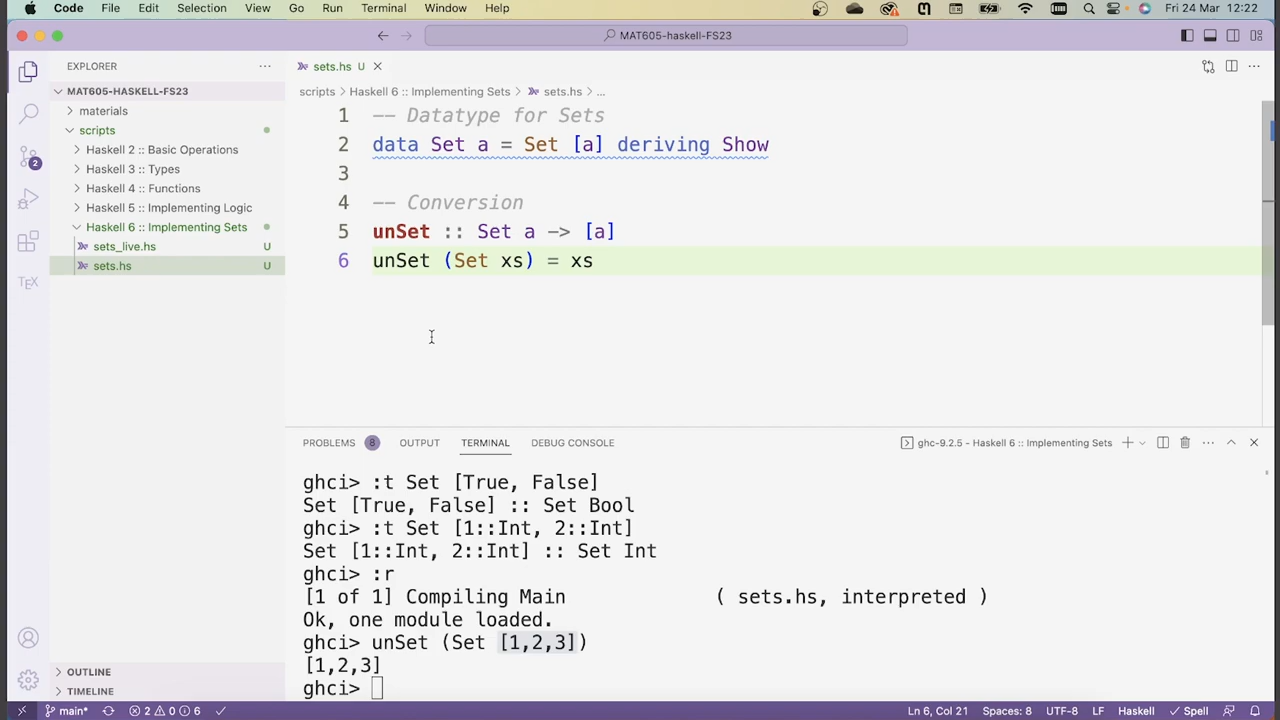 Code File Edit Selection View Go Run Terminal Window Help Fri 24 Mar 12:22
MAT605-haskell-FS23
EXPLORER
sets.hs U
MAT605-HASKELL-FS23
scripts > Haskell 6 :: Implementing Sets > sets.hs > ...
materials
scripts
Haskell 2 :: Basic Operations
Haskell 3 :: Types
Haskell 4 :: Functions
Haskell 5 :: Implementing Logic
Haskell 6 :: Implementing Sets
sets_live.hs U
sets.hs U
TEX
1 -- Datatype for Sets
2 data Set a = Set [a] deriving Show
3
4 -- Conversion
5 unSet :: Set a -> [a]
6 unSet (Set xs) = xs
2
PROBLEMS 8 OUTPUT TERMINAL DEBUG CONSOLE ghc-9.2.5 - Haskell 6 :: Implementing Sets
ghci> :t Set [True, False]
Set [True, False] :: Set Bool
ghci> :t Set [1::Int, 2::Int]
Set [1::Int, 2::Int] :: Set Int
ghci> :r
[1 of 1] Compiling Main ( sets.hs, interpreted )
Ok, one module loaded.
ghci> unSet (Set [1,2,3])
[1,2,3]
ghci>
OUTLINE
TIMELINE
main* 2 0 6 Ln 6, Col 21 Spaces: 8 UTF-8 LF Haskell Spell